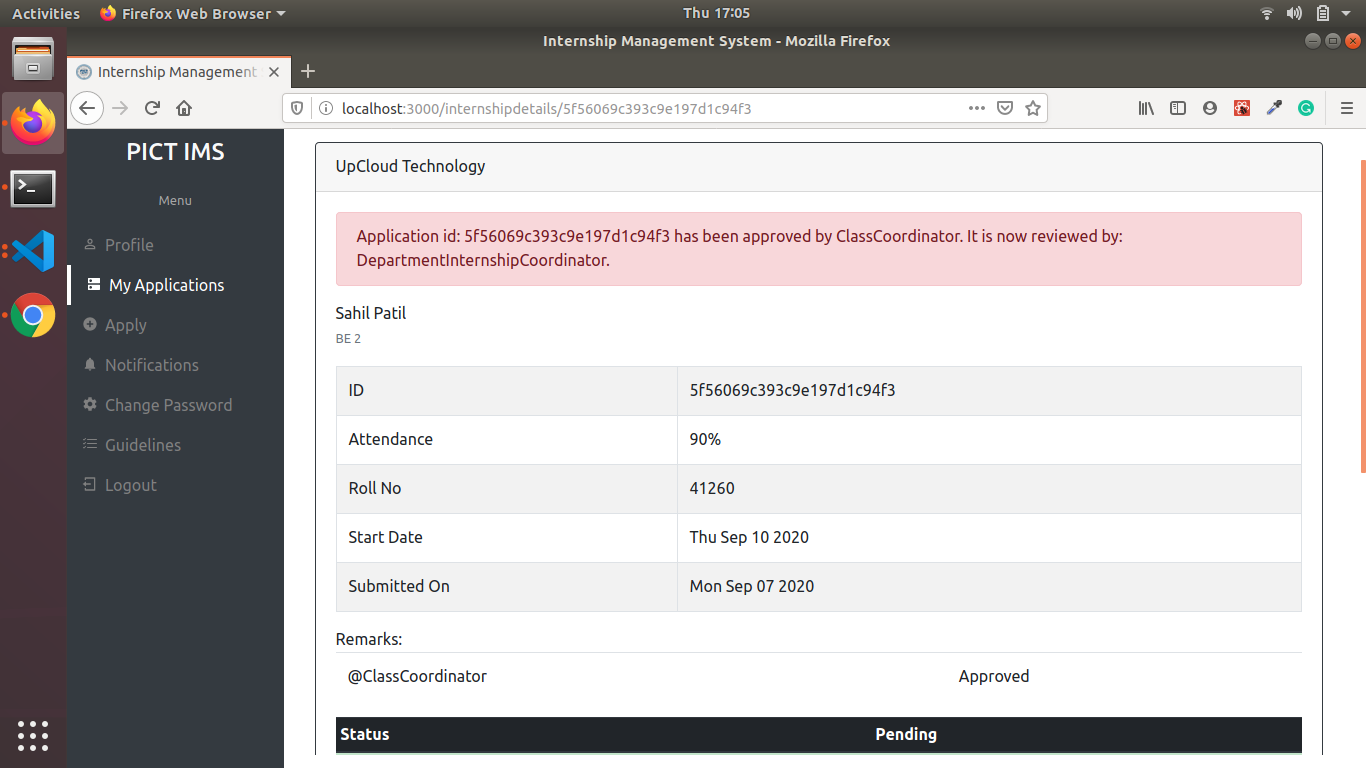 Activities Firefox Web Browser Thu 17:05
Internship Management System - Mozilla Firefox
Internship Management
localhost:3000/internshipdetails/5f56069c393c9e197d1c94f3
PICT IMS
Menu
Profile
My Applications
Apply
Notifications
Change Password
Guidelines
Logout
UpCloud Technology
Application id: 5f56069c393c9e197d1c94f3 has been approved by ClassCoordinator. It is now reviewed by:
DepartmentInternshipCoordinator.
Sahil Patil
BE 2
ID 5f56069c393c9e197d1c94f3
Attendance 90%
Roll No 41260
Start Date Thu Sep 10 2020
Submitted On Mon Sep 07 2020
Remarks:
@ClassCoordinator Approved
Status Pending